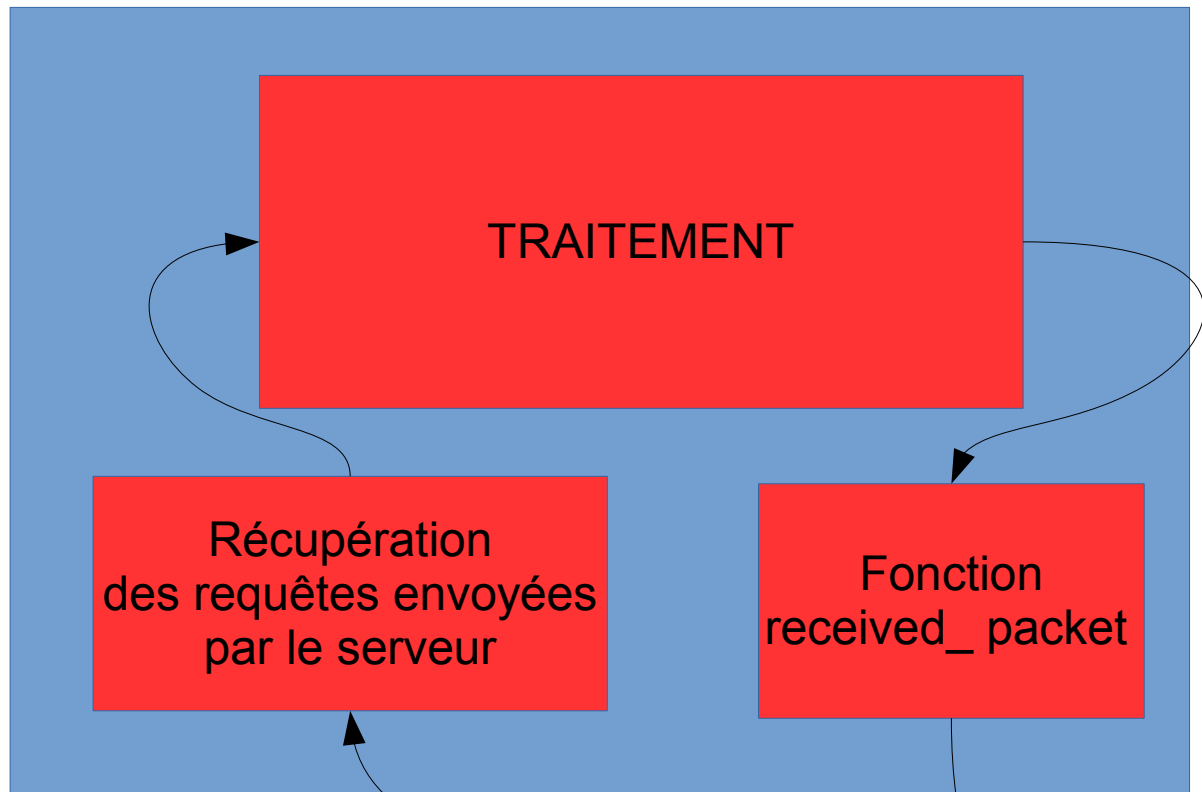 TRAITEMENT
Récupération
des requêtes envoyées
par le serveur
Fonction
received_ packet